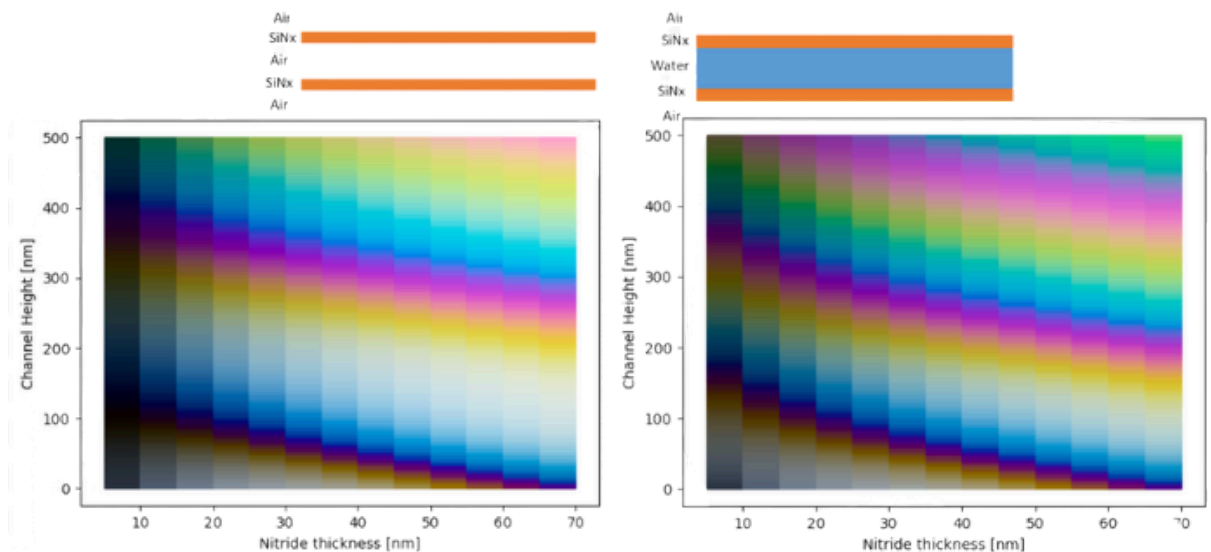 Air
SiNx
Air
SiNx
Air
Channel Height [nm]
500
400
300
200
100
0
10 20 30 40 50 60 70
Nitride thickness [nm]
Air
SiNx
Water
SiNx
Air
Channel Height [nm]
500
400
300
200
100
0
10 20 30 40 50 60 70
Nitride thickness [nm]